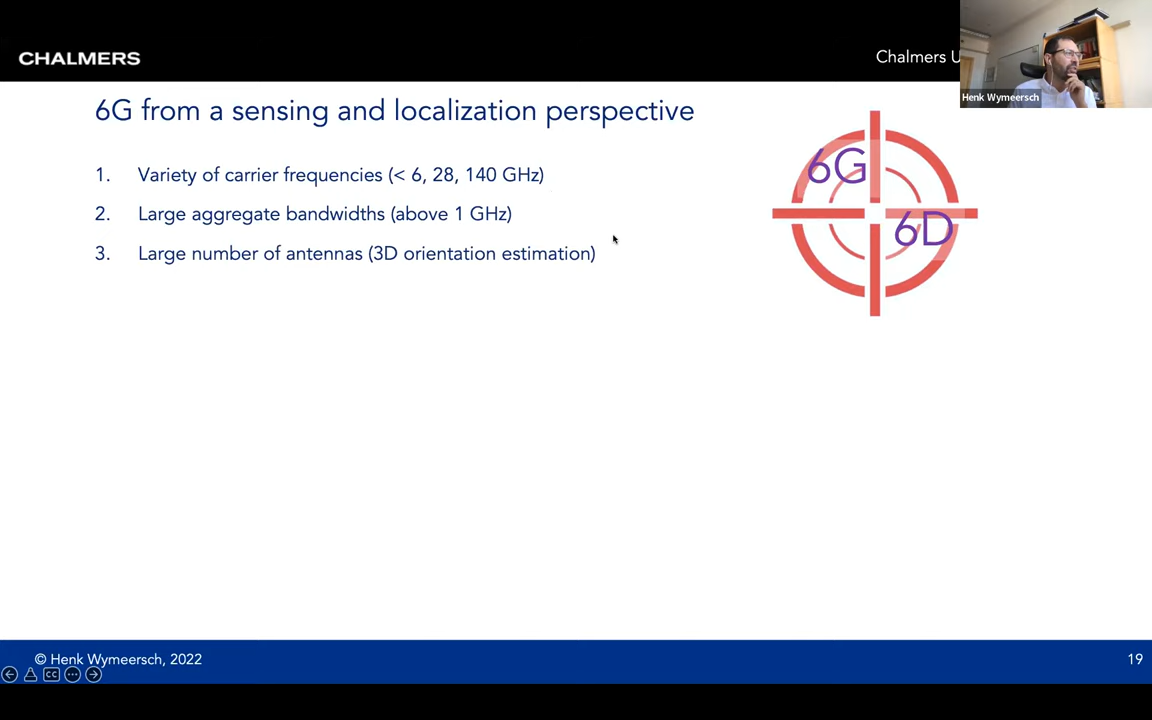 CHALMERS
Chalmers U
Henk Wymeersch
6G from a sensing and localization perspective
1. Variety of carrier frequencies (< 6, 28, 140 GHz)
2. Large aggregate bandwidths (above 1 GHz)
3. Large number of antennas (3D orientation estimation)
6G
6D
© Henk Wymeersch, 2022
19
CC